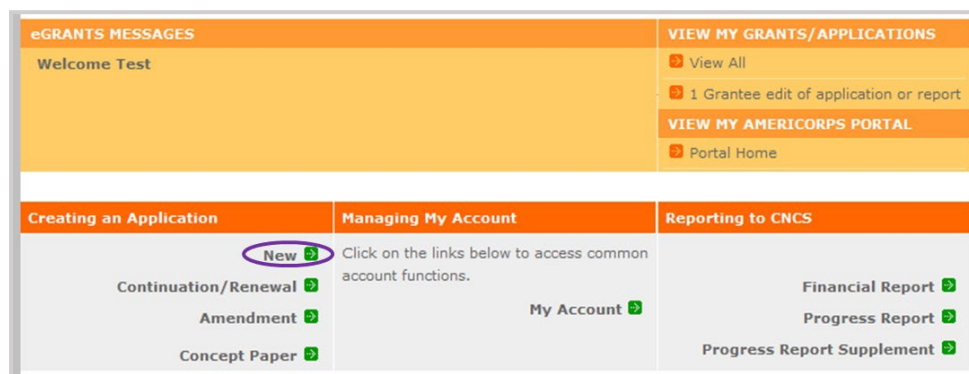 eGRANTS MESSAGES
Welcome Test
VIEW MY GRANTS/APPLICATIONS
View All
1 Grantee edit of application or report
VIEW MY AMERICORPS PORTAL
Portal Home
Creating an Application
New
Continuation/Renewal
Amendment
Concept Paper
Managing My Account
Click on the links below to access common
account functions.
My Account
Reporting to CNCS
Financial Report
Progress Report
Progress Report Supplement